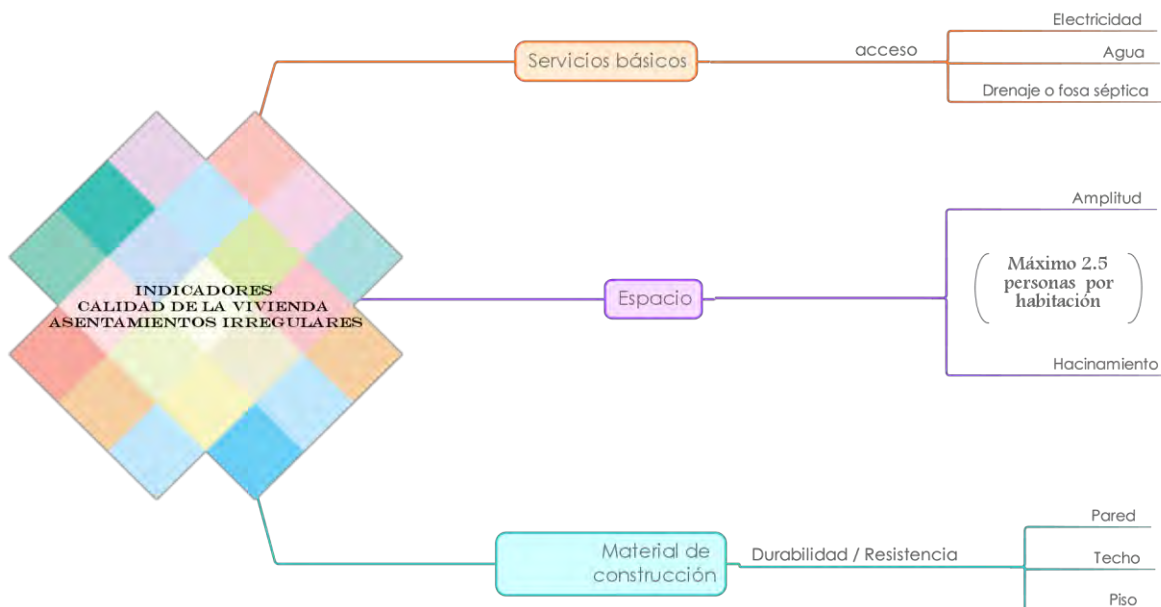 Electricidad
Servicios básicos
acceso
Agua
Drenaje o fosa séptica
Amplitud
INDICADORES
CALIDAD DE LA VIVIENDA
ASENTAMIENTOS IRREGULARES
Espacio
Máximo 2.5
personas por
habitación
Hacinamiento
Material de
construcción
Durabilidad / Resistencia
Pared
Techo
Piso